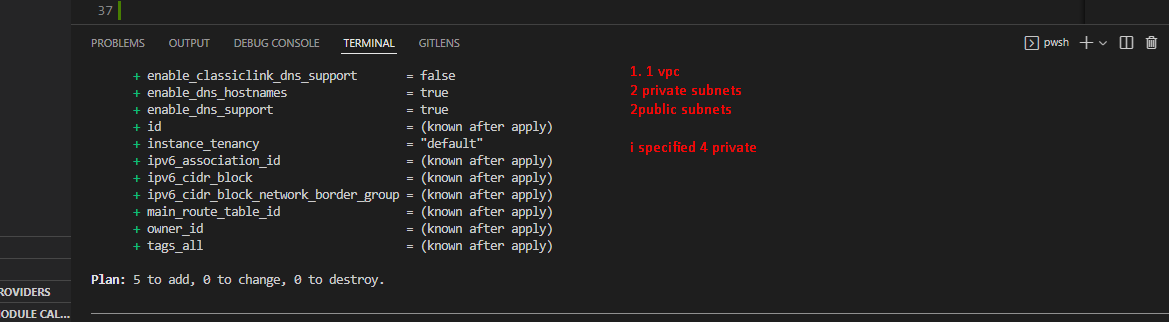 37
PROBLEMS OUTPUT DEBUG CONSOLE TERMINAL GITLENS pwsh
+ enable_classiclink_dns_support = false
+ enable_dns_hostnames = true
+ enable_dns_support = true
+ id = (known after apply)
+ instance_tenancy = "default"
+ ipv6_association_id = (known after apply)
+ ipv6_cidr_block = (known after apply)
+ ipv6_cidr_block_network_border_group = (known after apply)
+ main_route_table_id = (known after apply)
+ owner_id = (known after apply)
+ tags_all = (known after apply)
Plan: 5 to add, 0 to change, 0 to destroy.
1. 1 vpc
2 private subnets
2public subnets
i specified 4 private
ROVIDERS
ODULE CAL...